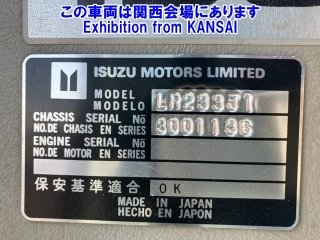 この車両は関西会場にあります
Exhibition from KANSAI
ISUZU MOTORS LIMITED
MODEL
MODELO LR233J1
CHASSIS SERIAL No
NO.DE CHASIS EN SERIES 3001136
ENGINE SERIAL No
NO.DE MOTOR EN SERIES
保安基準適合 OK
MADE IN JAPAN
HECHO EN JAPON